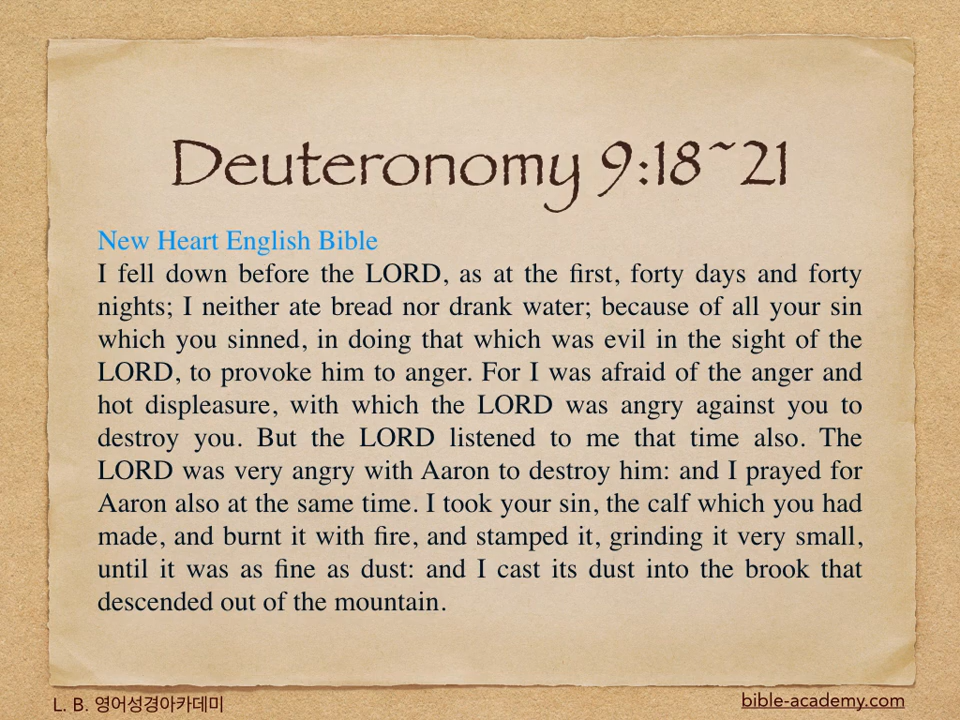 Deuteronomy 9:18~21
New Heart English Bible
I fell down before the LORD, as at the first, forty days and forty
nights; I neither ate bread nor drank water; because of all your sin
which you sinned, in doing that which was evil in the sight of the
LORD, to provoke him to anger. For I was afraid of the anger and
hot displeasure, with which the LORD was angry against you to
destroy you. But the LORD listened to me that time also. The
LORD was very angry with Aaron to destroy him: and I prayed for
Aaron also at the same time. I took your sin, the calf which you had
made, and burnt it with fire, and stamped it, grinding it very small,
until it was as fine as dust: and I cast its dust into the brook that
descended out of the mountain.
L. B. 영어성경아카데미
bible-academy.com